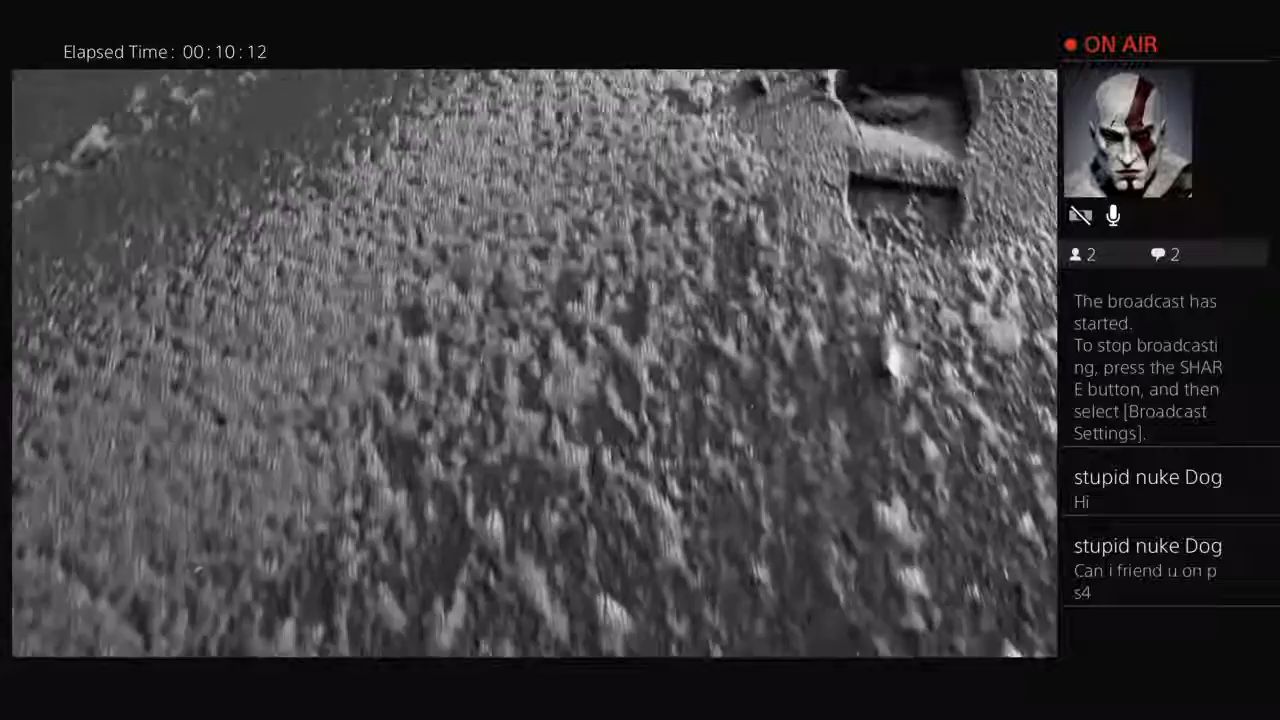 Elapsed Time: 00:10:12
ON AIR
2 2
The broadcast has
started.
To stop broadcasti
ng, press the SHAR
E button, and then
select [Broadcast
Settings].
stupid nuke Dog
Hi
stupid nuke Dog
Can i friend u on p
s4